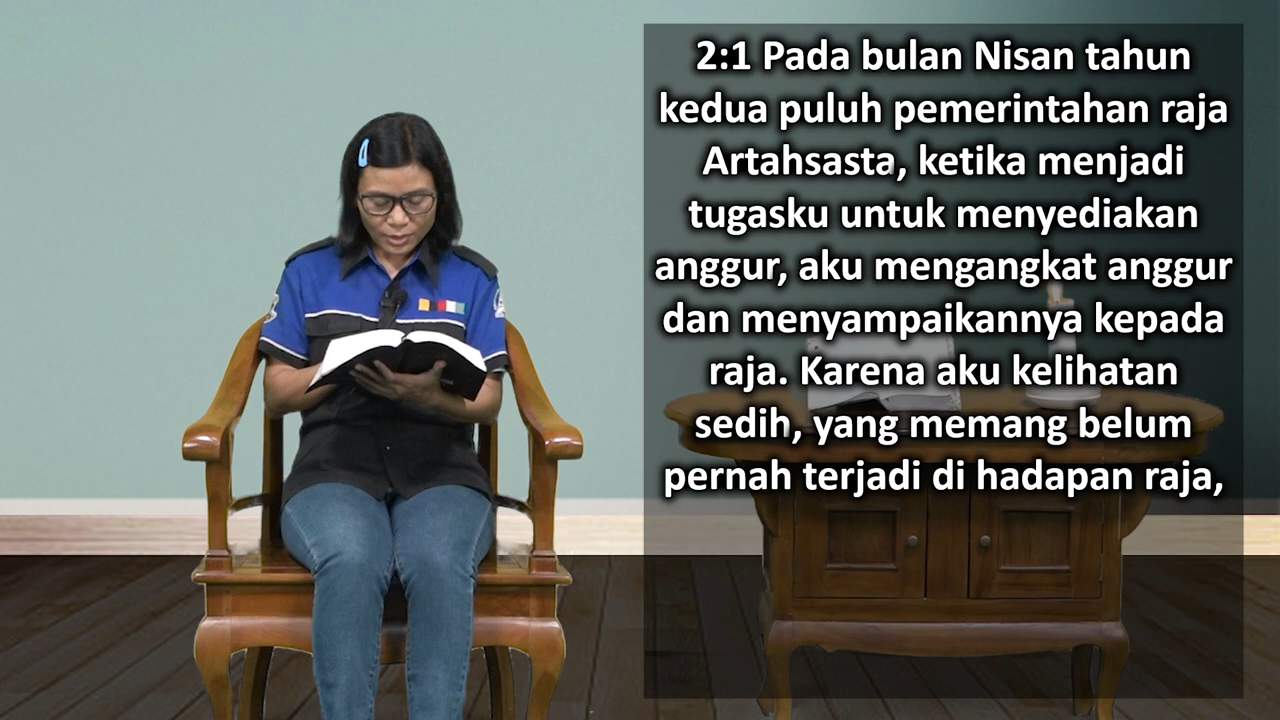 2:1 Pada bulan Nisan tahun
kedua puluh pemerintahan raja
Artahsasta, ketika menjadi
tugasku untuk menyediakan
anggur, aku mengangkat anggur
dan menyampaikannya kepada
raja. Karena aku kelihatan
sedih, yang memang belum
pernah terjadi di hadapan raja,